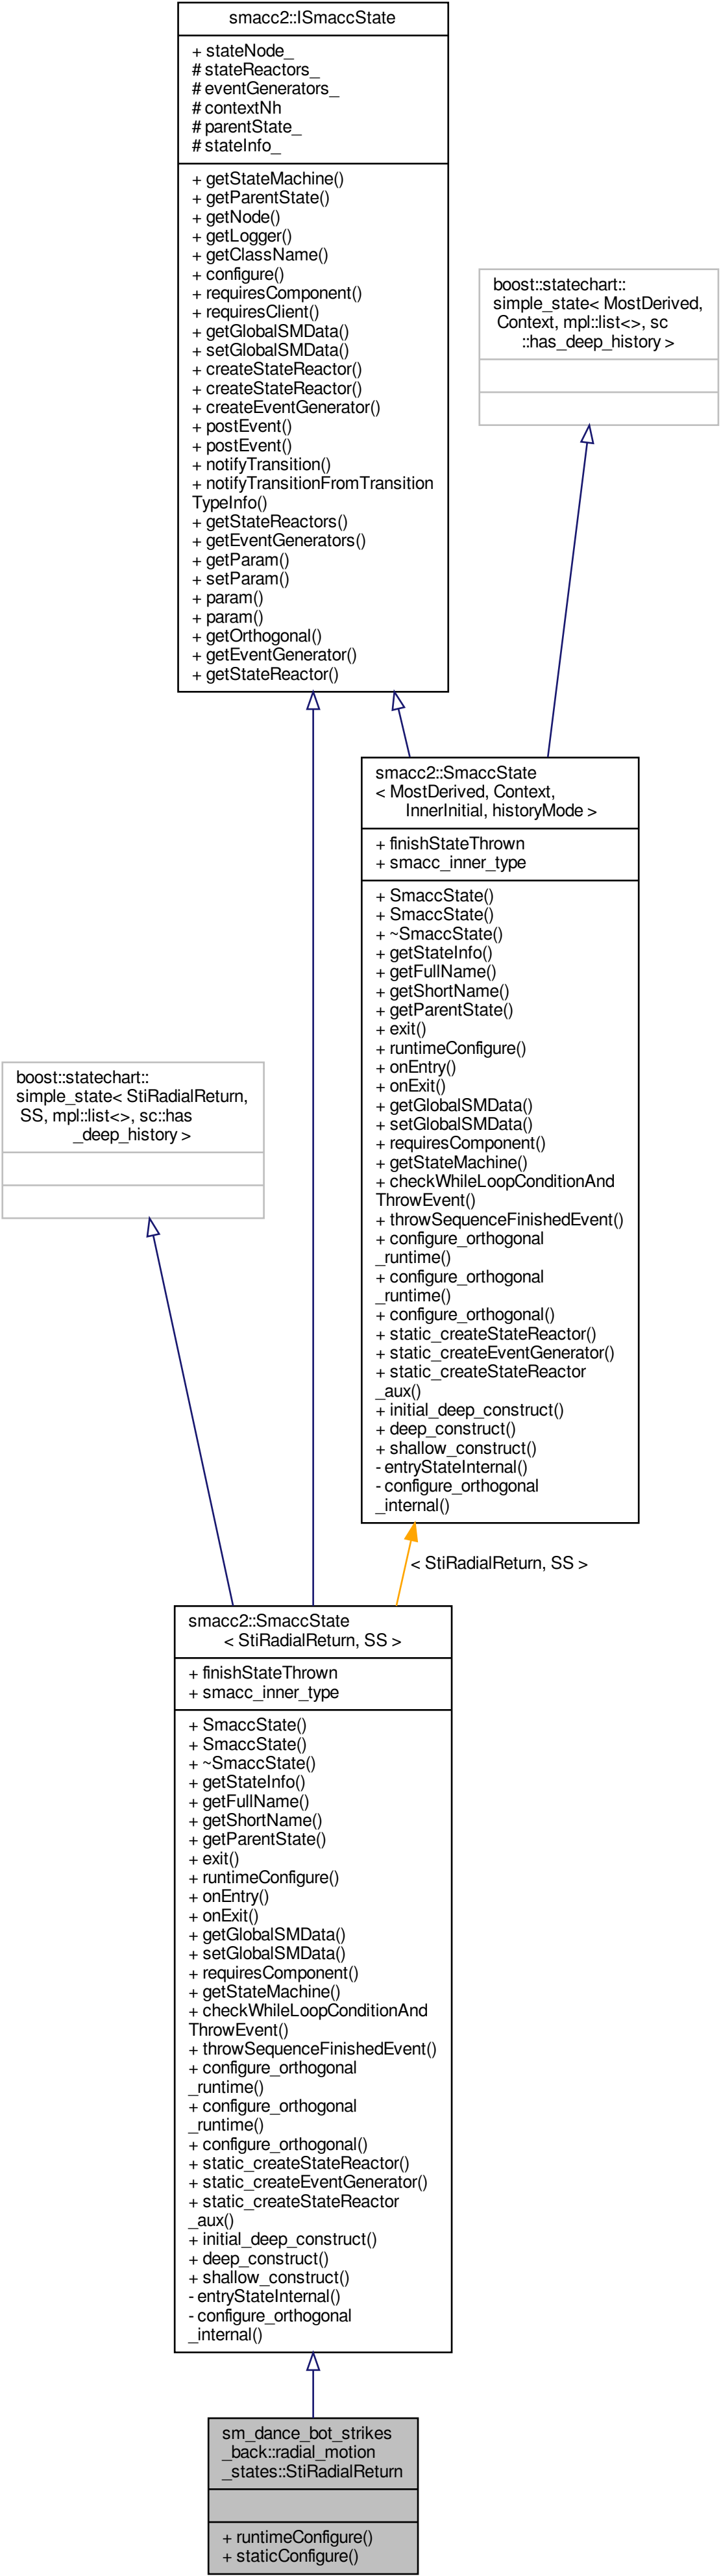 smacc2::ISmaccState
+ stateNode_
# stateReactors_
# eventGenerators_
# contextNh
# parentState_
# stateInfo_
+ getStateMachine()
+ getParentState()
+ getNode()
+ getLogger()
+ getClassName()
+ configure()
+ requiresComponent()
+ requiresClient()
+ getGlobalSMData()
+ setGlobalSMData()
+ createStateReactor()
+ createStateReactor()
+ createEventGenerator()
+ postEvent()
+ postEvent()
+ notifyTransition()
+ notifyTransitionFromTransition
TypeInfo()
+ getStateReactors()
+ getEventGenerators()
+ getParam()
+ setParam()
+ param()
+ param()
+ getOrthogonal()
+ getEventGenerator()
+ getStateReactor()
boost::statechart::
simple_state< MostDerived,
Context, mpl::list<>, sc
::has_deep_history >
smacc2::SmaccState
< MostDerived, Context,
InnerInitial, historyMode >
+ finishStateThrown
+ smacc_inner_type
+ SmaccState()
+ SmaccState()
+ ~SmaccState()
+ getStateInfo()
+ getFullName()
+ getShortName()
+ getParentState()
+ exit()
+ runtimeConfigure()
+ onEntry()
+ onExit()
+ getGlobalSMData()
+ setGlobalSMData()
+ requiresComponent()
+ getStateMachine()
+ checkWhileLoopConditionAnd
ThrowEvent()
+ throwSequenceFinishedEvent()
+ configure_orthogonal
_runtime()
+ configure_orthogonal
_runtime()
+ configure_orthogonal()
+ static_createStateReactor()
+ static_createEventGenerator()
+ static_createStateReactor
_aux()
+ initial_deep_construct()
+ deep_construct()
+ shallow_construct()
- entryStateInternal()
- configure_orthogonal
_internal()
boost::statechart::
simple_state< StiRadialReturn,
SS, mpl::list<>, sc::has
_deep_history >
< StiRadialReturn, SS >
smacc2::SmaccState
< StiRadialReturn, SS >
+ finishStateThrown
+ smacc_inner_type
+ SmaccState()
+ SmaccState()
+ ~SmaccState()
+ getStateInfo()
+ getFullName()
+ getShortName()
+ getParentState()
+ exit()
+ runtimeConfigure()
+ onEntry()
+ onExit()
+ getGlobalSMData()
+ setGlobalSMData()
+ requiresComponent()
+ getStateMachine()
+ checkWhileLoopConditionAnd
ThrowEvent()
+ throwSequenceFinishedEvent()
+ configure_orthogonal
_runtime()
+ configure_orthogonal
_runtime()
+ configure_orthogonal()
+ static_createStateReactor()
+ static_createEventGenerator()
+ static_createStateReactor
_aux()
+ initial_deep_construct()
+ deep_construct()
+ shallow_construct()
- entryStateInternal()
- configure_orthogonal
_internal()
sm_dance_bot_strikes
_back::radial_motion
_states::StiRadialReturn
+ runtimeConfigure()
+ staticConfigure()